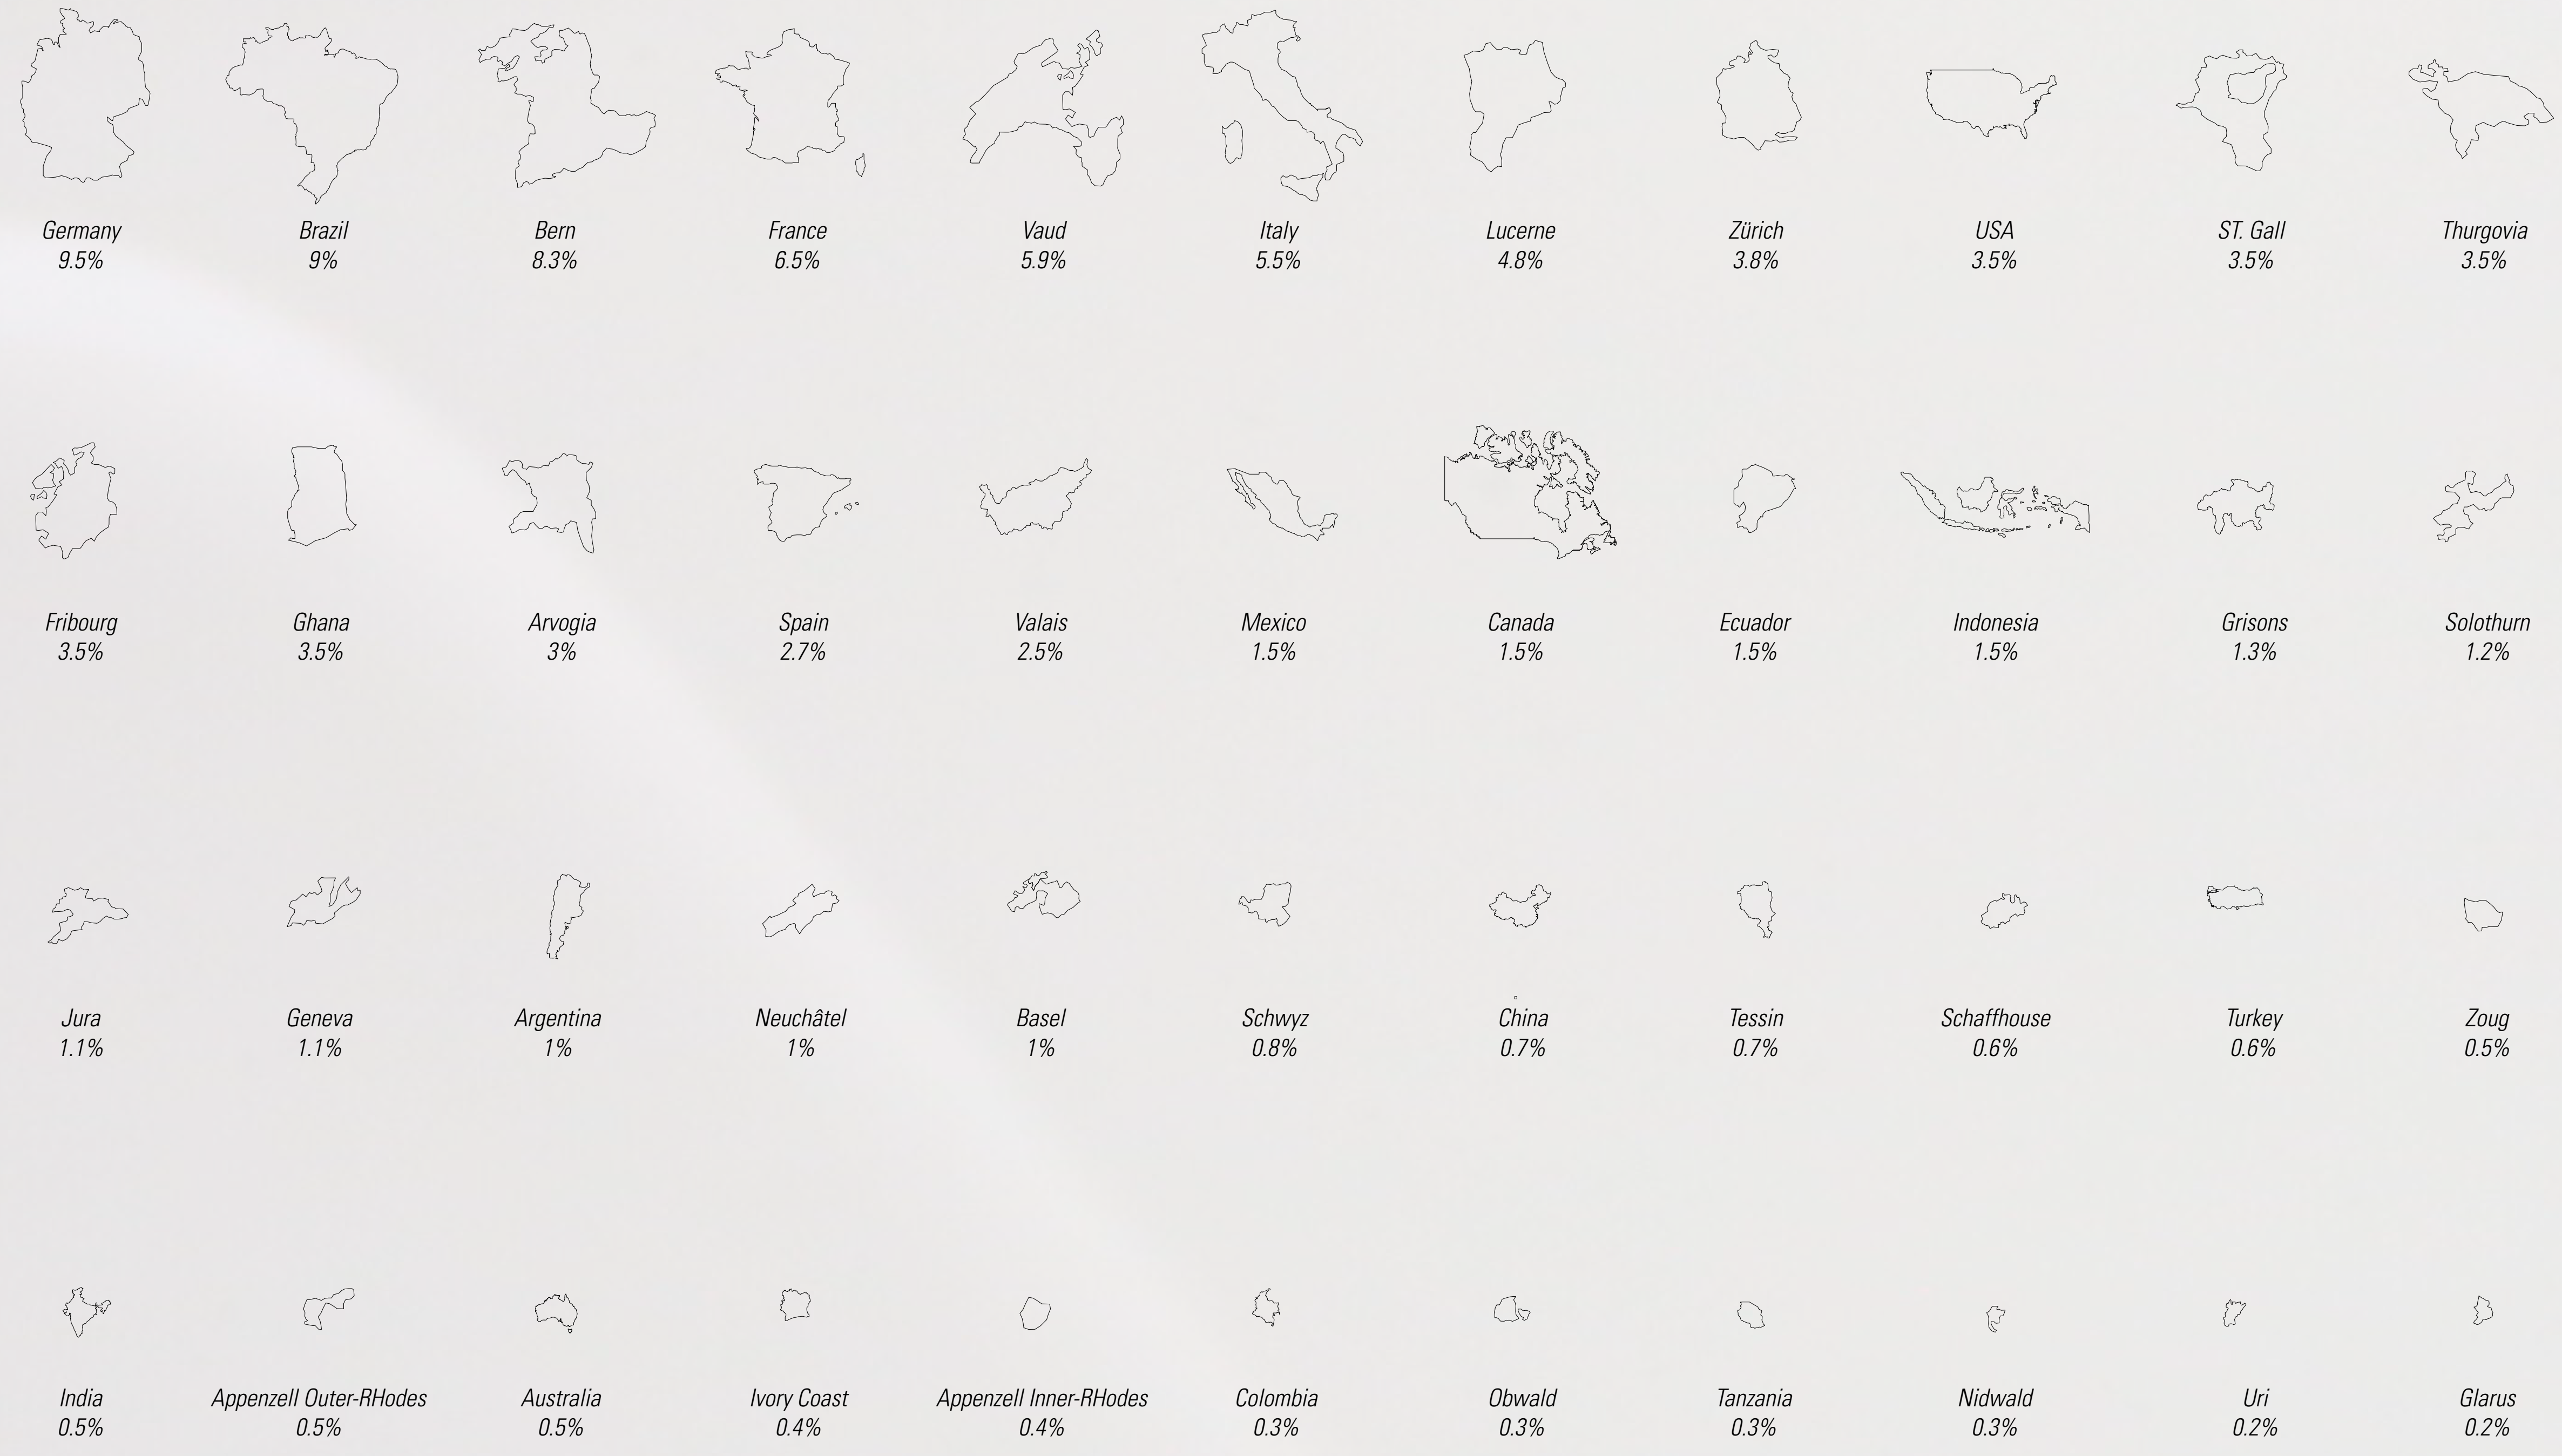 Germany
9.5%
Brazil
9%
Bern
8.3%
France
6.5%
Vaud
5.9%
Italy
5.5%
Lucerne
4.8%
Zürich
3.8%
USA
3.5%
ST. Gall
3.5%
Thurgovia
3.5%
Fribourg
3.5%
Ghana
3.5%
Arvogia
3%
Spain
2.7%
Valais
2.5%
Mexico
1.5%
Canada
1.5%
Ecuador
1.5%
Indonesia
1.5%
Grisons
1.3%
Solothurn
1.2%
Jura
1.1%
Geneva
1.1%
Argentina
1%
Neuchâtel
1%
Basel
1%
Schwyz
0.8%
China
0.7%
Tessin
0.7%
Schaffhouse
0.6%
Turkey
0.6%
Zoug
0.5%
India
0.5%
Appenzell Outer-RHodes
0.5%
Australia
0.5%
Ivory Coast
0.4%
Appenzell Inner-RHodes
0.4%
Colombia
0.3%
Obwald
0.3%
Tanzania
0.3%
Nidwald
0.3%
Uri
0.2%
Glarus
0.2%